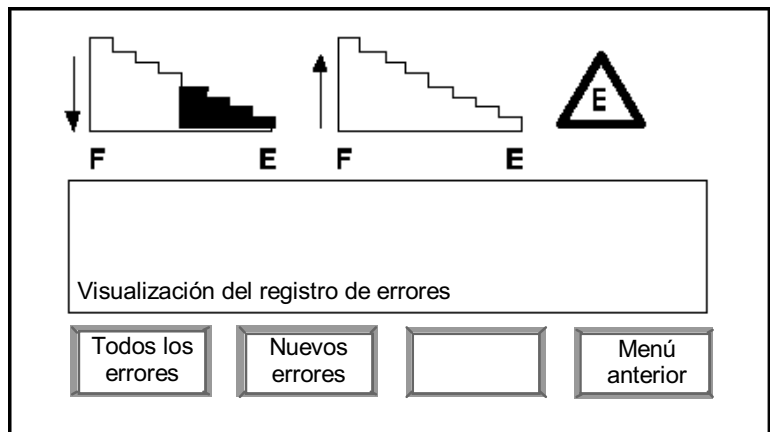 E
F E F E
Visualización del registro de errores
Todos los
errores
Nuevos
errores
Menú
anterior